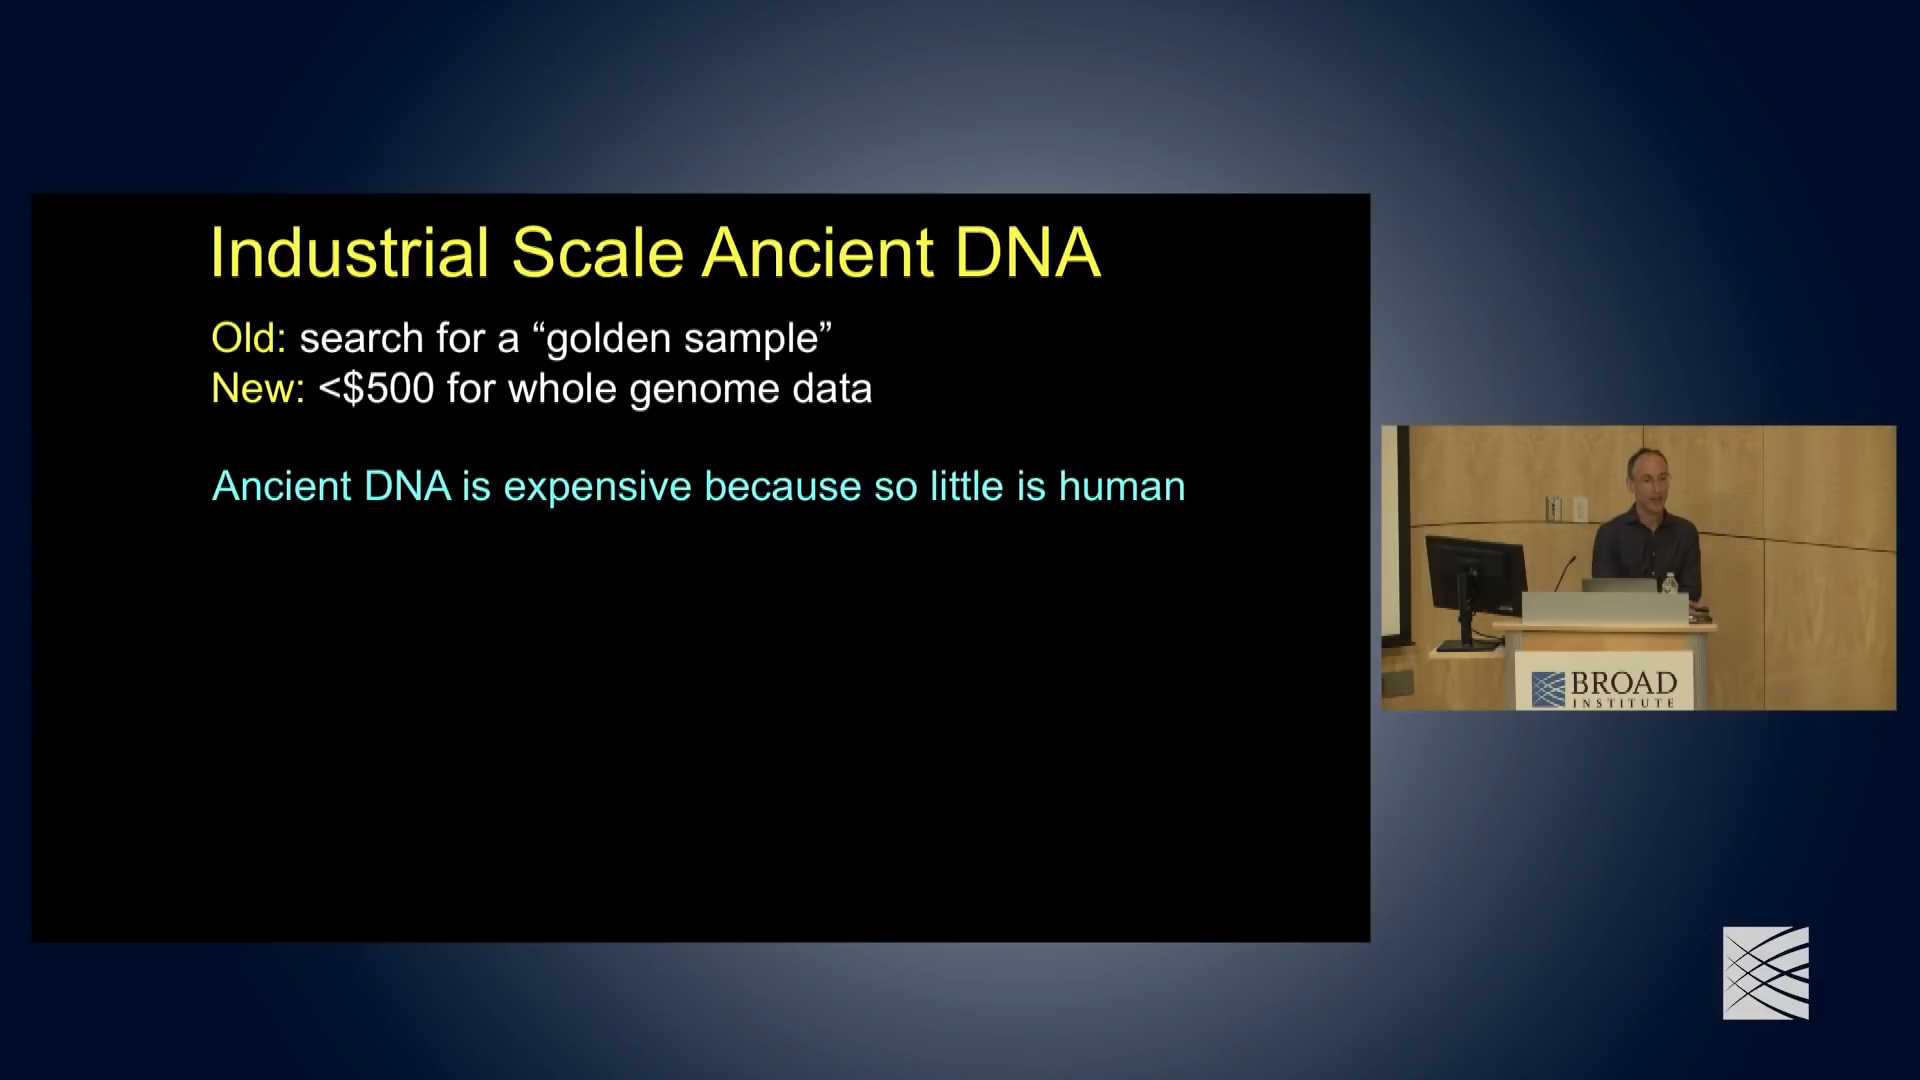 Industrial Scale Ancient DNA
Old: search for a “golden sample”
New: <$500 for whole genome data
Ancient DNA is expensive because so little is human
BROAD
INSTITUTE